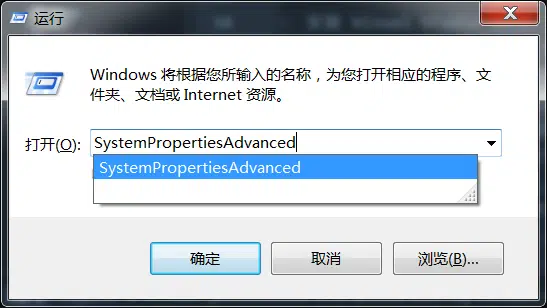 运行
Windows 将根据您所输入的名称，为您打开相应的程序、文
件夹、文档或 Internet 资源。
打开(O): SystemPropertiesAdvanced
SystemPropertiesAdvanced
确定 取消 浏览(B)...